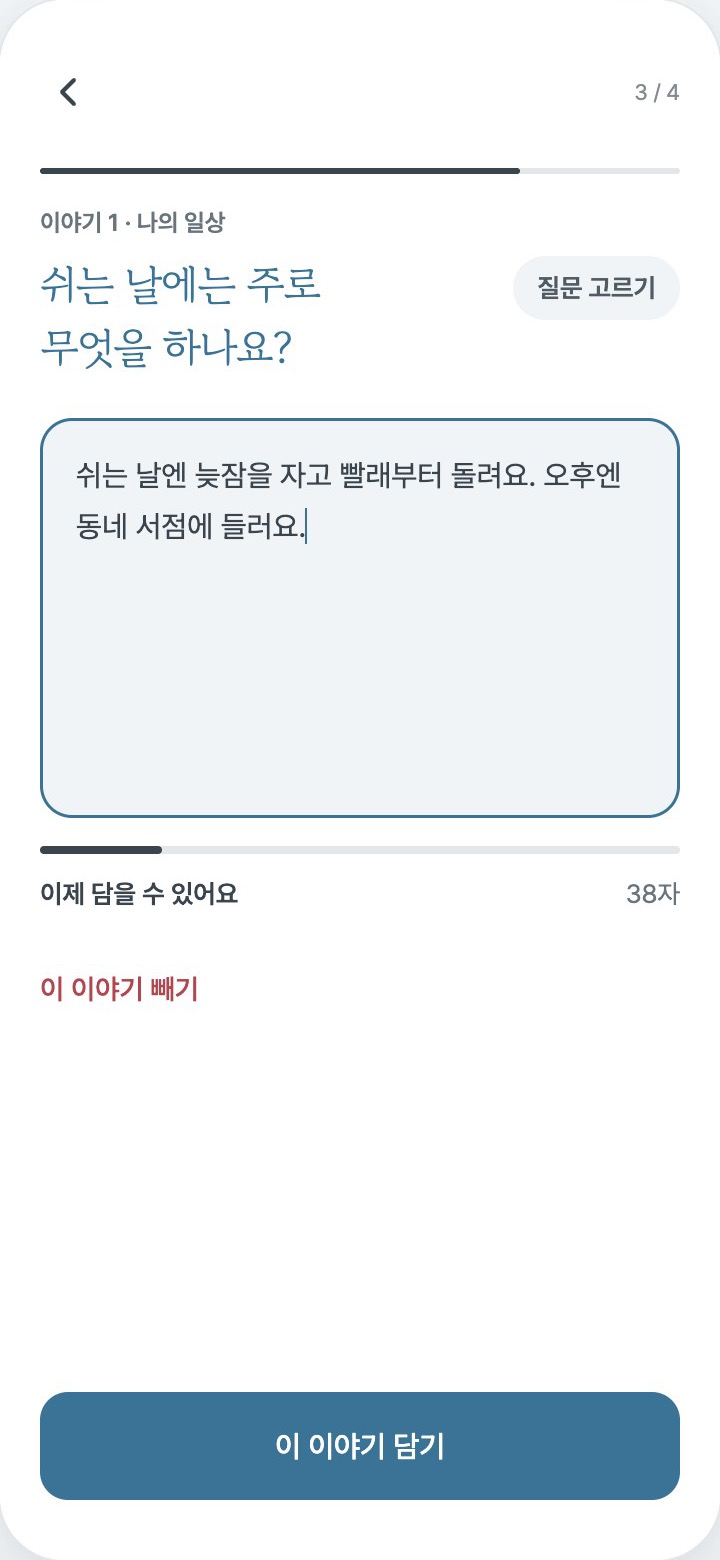 3 / 4
이야기 1 · 나의 일상
쉬는 날에는 주로
무엇을 하나요?
질문 고르기
쉬는 날엔 늦잠을 자고 빨래부터 돌려요. 오후엔
동네 서점에 들러요.
이제 담을 수 있어요
38자
이 이야기 빼기
이 이야기 담기